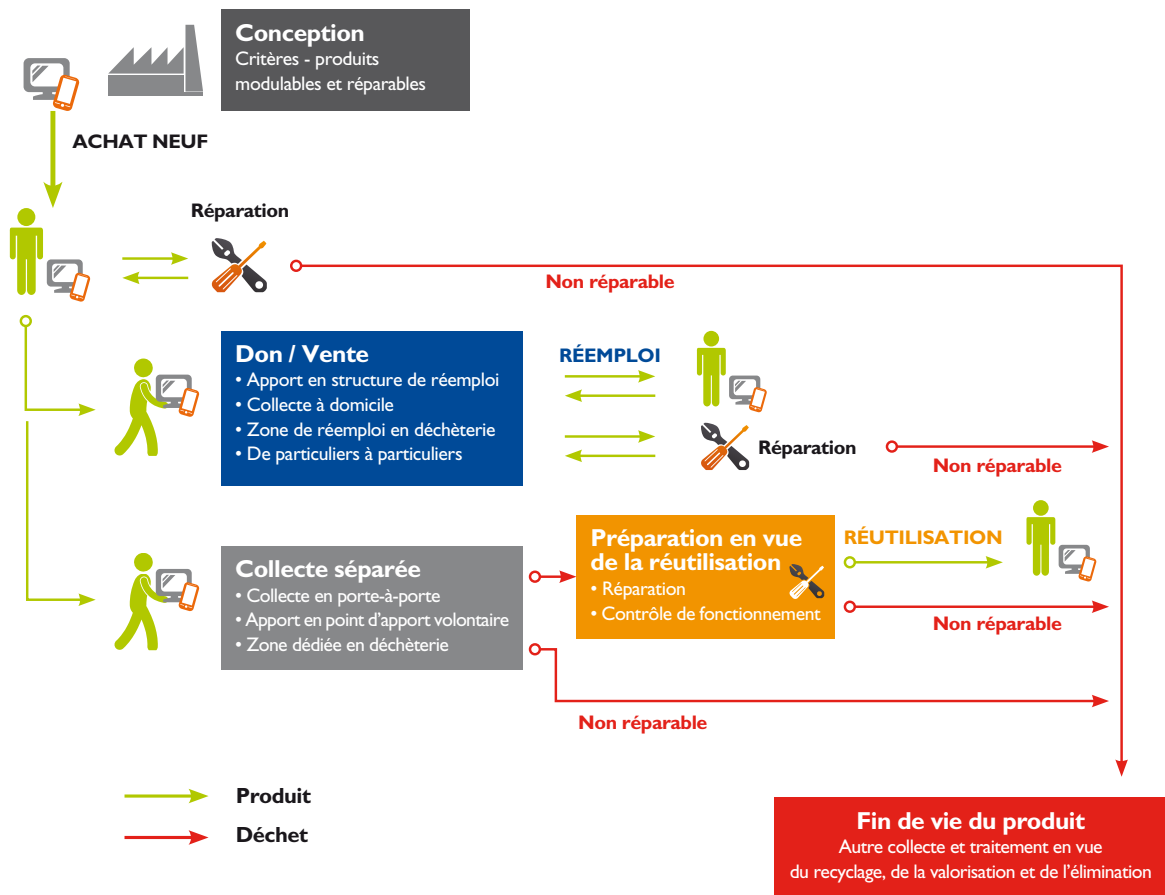 Conception
Critères - produits
modulables et réparables
ACHAT NEUF
Réparation
Non réparable
Don / Vente
• Apport en structure de réemploi
• Collecte à domicile
• Zone de réemploi en déchèterie
• De particuliers à particuliers
RÉEMPLOI
Réparation
Non réparable
Collecte séparée
• Collecte en porte-à-porte
• Apport en point d'apport volontaire
• Zone dédiée en déchèterie
Préparation en vue
de la réutilisation
• Réparation
• Contrôle de fonctionnement
RÉUTILISATION
Non réparable
Non réparable
Produit
Déchet
Fin de vie du produit
Autre collecte et traitement en vue
du recyclage, de la valorisation et de l'élimination